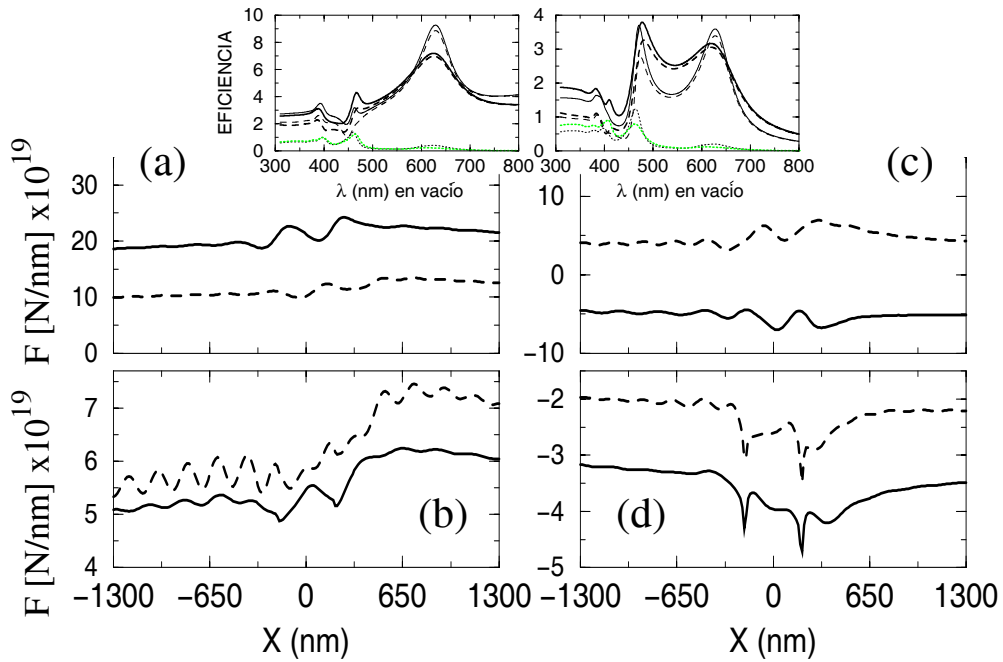 EFICIENCIA
10
8
6
4
2
0
300 400 500 600 700 800
λ (nm) en vacío
4
3
2
1
0
300 400 500 600 700 800
λ (nm) en vacío
(a)
F [N/nm] x10^19
30
20
10
0
(c)
10
5
0
−5
−10
(b)
F [N/nm] x10^19
7
6
5
4
−1300 −650 0 650 1300
X (nm)
(d)
−2
−3
−4
−5
−1300 −650 0 650 1300
X (nm)